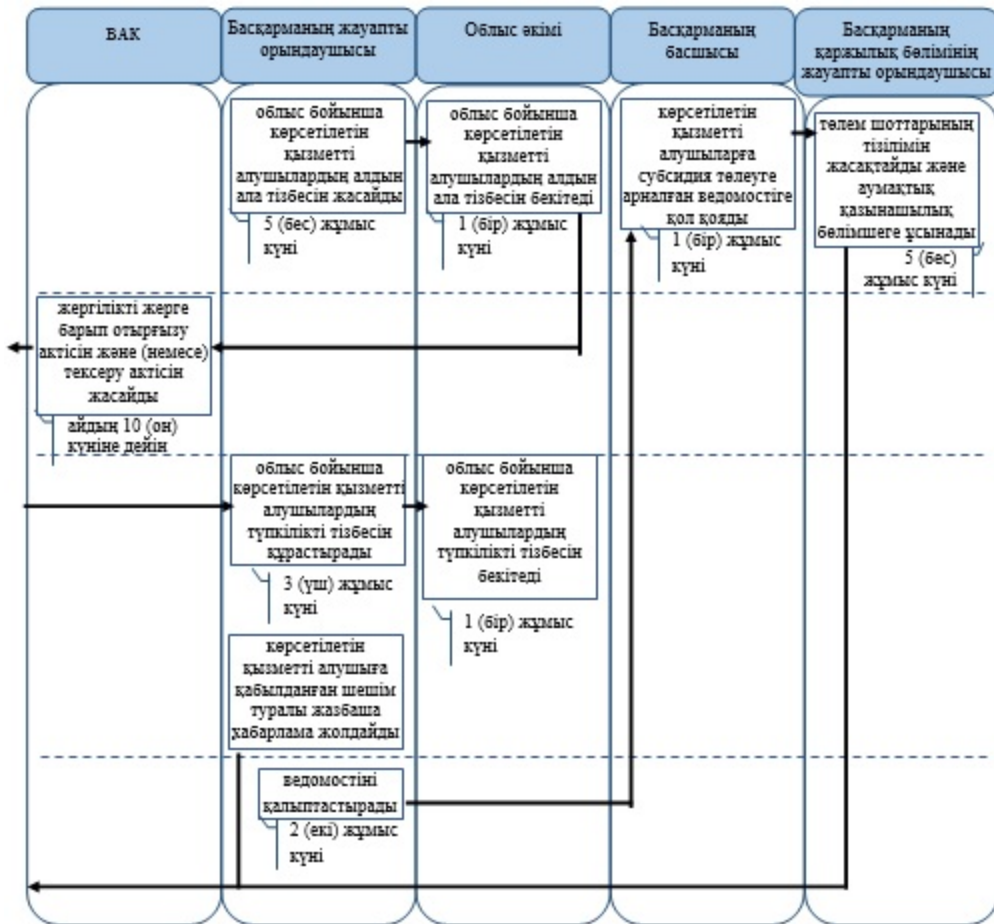 ВАК
Басқарманың жауапты
орындаушысы
Облыс әкімі
Басқарманың
басшысы
Басқарманың
қаржылық бөлімінің
жауапты орындаушысы
облыс бойынша
көрсетілетін
қызметті
алушылардың алдын
ала тізбесін жасайды
5 (бес) жұмыс
күні
облыс бойынша
көрсетілетін
қызметті
алушылардың алдын
ала тізбесін бекітеді
1 (бір) жұмыс
күні
көрсетілетін
қызметті
алушыларға
субсидия төлеуге
арналған ведомостіге
қол қояды
1 (бір) жұмыс
күні
төлем шоттарының
тізілімін
жасақтайды және
аумақтық
қазынашылық
бөлімшеге ұсынады
5 (бес)
жұмыс күні
жергілікті жерге
барып отырғызу
актісін және (немесе)
тексеру актісін
жасайды
айдың 10 (он)
күніне дейін
облыс бойынша
көрсетілетін қызметті
алушылардың
түпкілікті тізбесін
құрастырады
3 (үш) жұмыс
күні
облыс бойынша
көрсетілетін
қызметті
алушылардың
түпкілікті тізбесін
бекітеді
1 (бір) жұмыс
күні
көрсетілетін
қызметті алушыға
қабылданған шешім
туралы жазбаша
хабарлама жолдайды
ведомостіні
қалыптастырады
2 (екі) жұмыс
күні